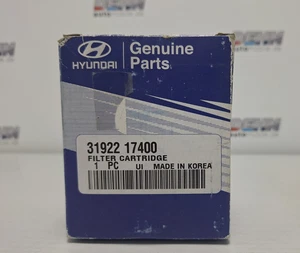 HYUNDAI
Genuine
Parts
31922 17400
FILTER CARTRIDGE
1 PC UI MADE IN KOREA